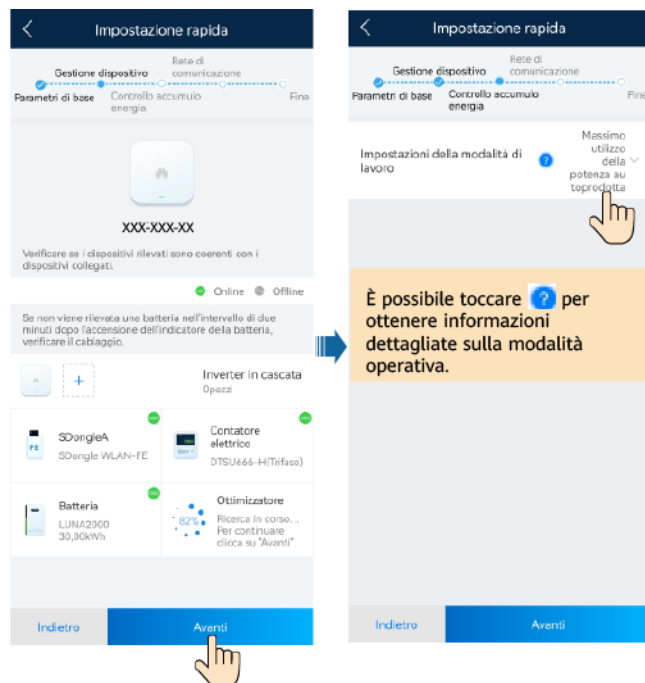 Impostazione rapida
Rete di
Gestione dispositivo comunicazione
Parametri di base Controllo accumulo Fine
energia
XXX-XXX-XX
Verificare se i dispositivi rilevati sono coerenti con i
dispositivi collegati.
Online Offline
Se non viene rilevata una batteria nell'intervallo di due
minuti dopo l'accensione dell'indicatore della batteria,
verificare il cablaggio.
Inverter in cascata
0pezzi
SDongleA
SDongle WLAN-FE
Contatore
elettrico
DTSU666-H(Trifase)
Batteria
LUNA2000
30,00kWh
82%
Ottimizzatore
Ricerca in corso...
Per continuare
clicca su "Avanti".
Indietro Avanti
Impostazione rapida
Rete di
Gestione dispositivo comunicazione
Parametri di base Controllo accumulo Fine
energia
Impostazioni della modalità di
lavoro
?
Massimo
utilizzo
della
potenza au
toprodotta
È possibile toccare ? per
ottenere informazioni
dettagliate sulla modalità
operativa.
Indietro Avanti